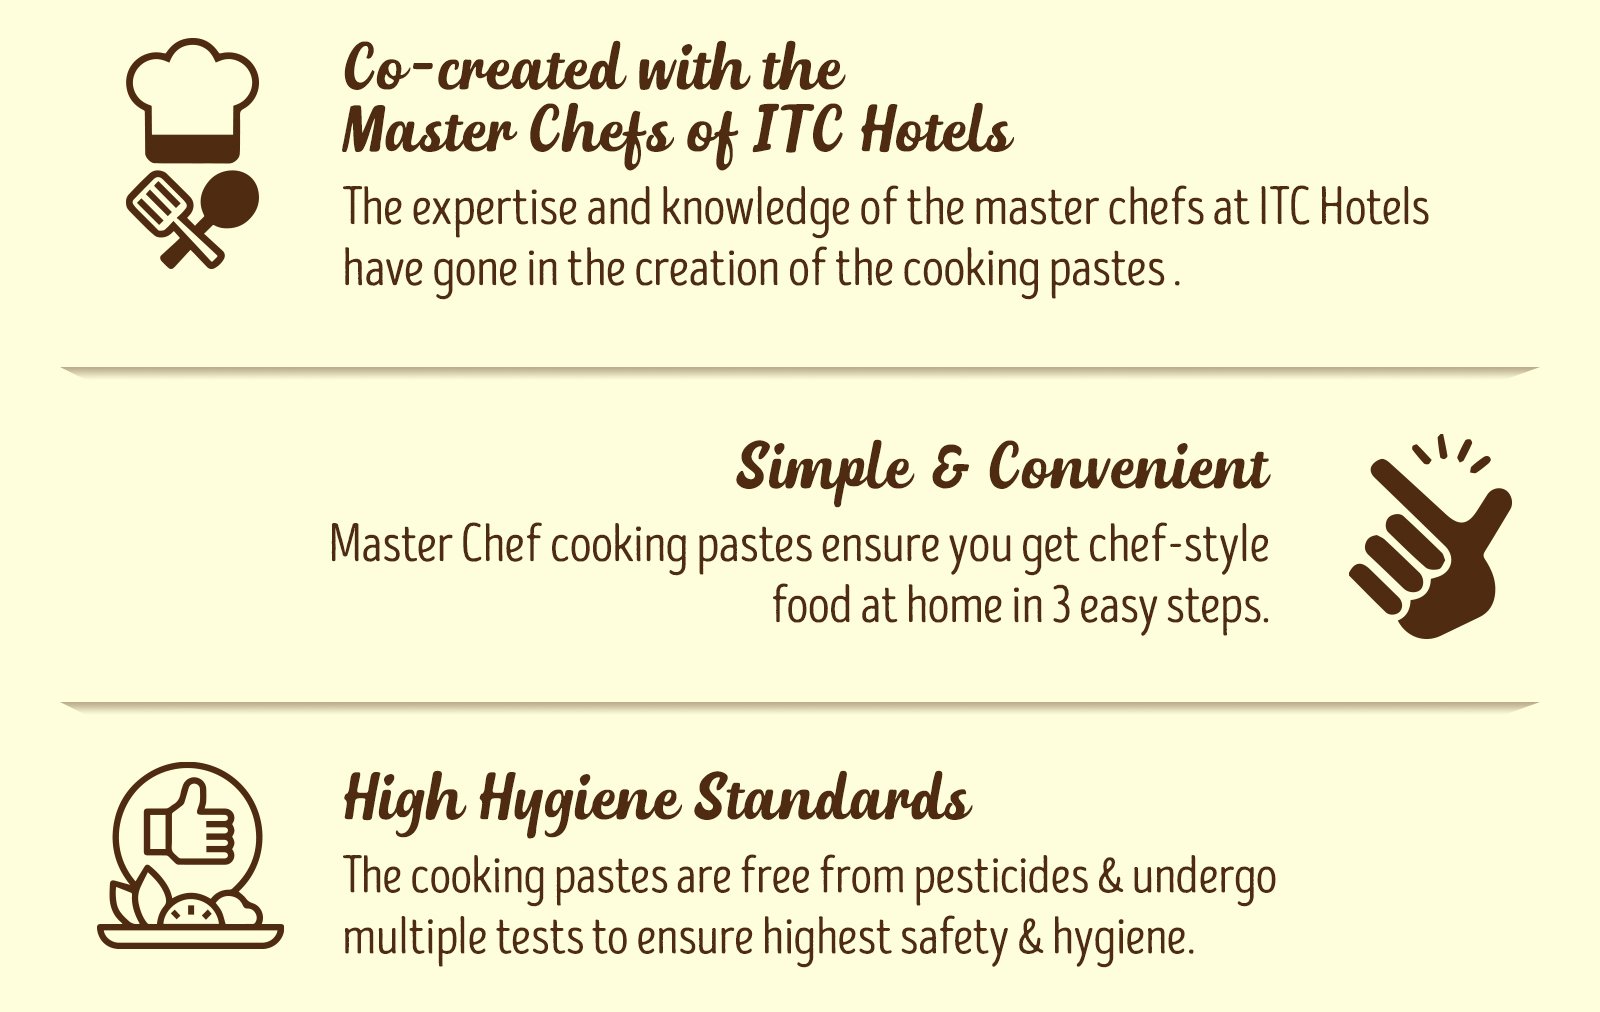 Co-created with the
Master Chefs of ITC Hotels
The expertise and knowledge of the master chefs at ITC Hotels
have gone in the creation of the cooking pastes .
Simple & Convenient
Master Chef cooking pastes ensure you get chef-style
food at home in 3 easy steps.
High Hygiene Standards
The cooking pastes are free from pesticides & undergo
multiple tests to ensure highest safety & hygiene.